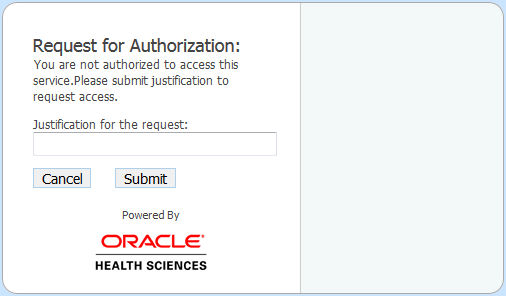 Request for Authorization:
You are not authorized to access this
service.Please submit justification to
request access.
Justification for the request:
Cancel Submit
Powered By
ORACLE
HEALTH SCIENCES